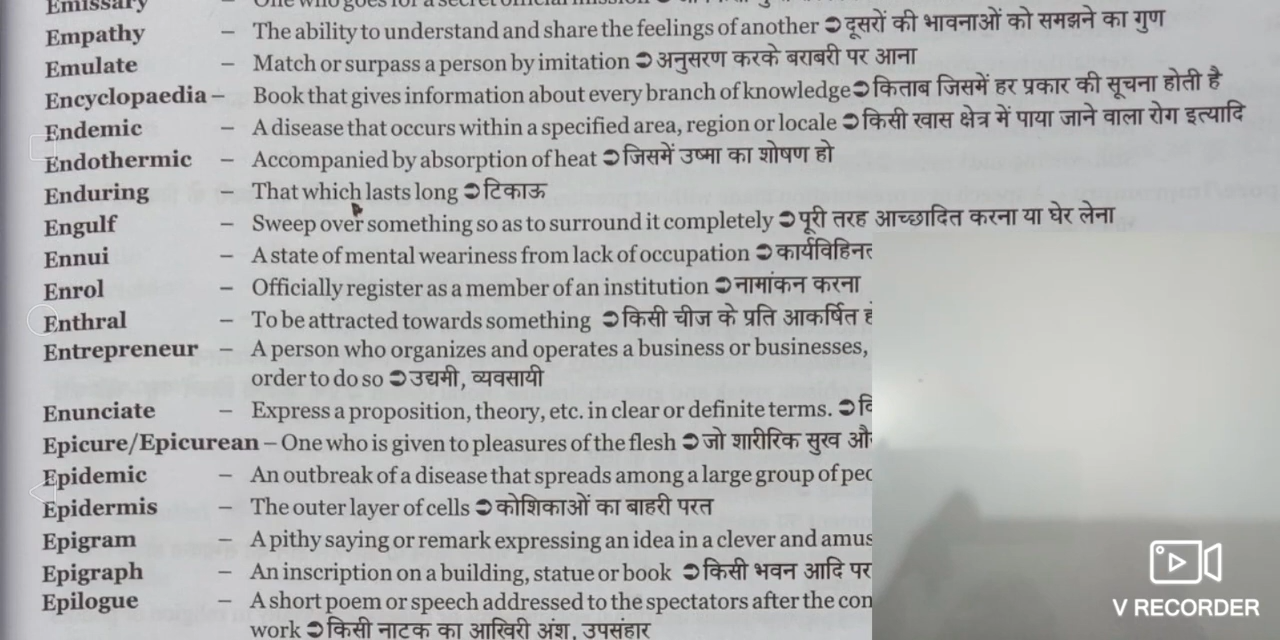 Emissary – One who goes for a secret official mission ➲
Empathy – The ability to understand and share the feelings of another ➲ दूसरों की भावनाओं को समझने का गुण
Emulate – Match or surpass a person by imitation ➲ अनुसरण करके बराबरी पर आना
Encyclopaedia – Book that gives information about every branch of knowledge ➲ किताब जिसमें हर प्रकार की सूचना होती है
Endemic – A disease that occurs within a specified area, region or locale ➲ किसी खास क्षेत्र में पाया जाने वाला रोग इत्यादि
Endothermic – Accompanied by absorption of heat ➲ जिसमें उष्मा का शोषण हो
Enduring – That which lasts long ➲ टिकाऊ
Engulf – Sweep over something so as to surround it completely ➲ पूरी तरह आच्छादित करना या घेर लेना
Ennui – A state of mental weariness from lack of occupation ➲
Enrol – Officially register as a member of an institution ➲ नामांकन करना
Enthral – To be attracted towards something ➲ किसी चीज के प्रति आकर्षित
Entrepreneur – A person who organizes and operates a business or businesses,
order to do so ➲ उद्यमी, व्यवसायी
Enunciate – Express a proposition, theory, etc. in clear or definite terms. ➲
Epicure/Epicurean – One who is given to pleasures of the flesh ➲ जो शारीरिक सुख
Epidemic – An outbreak of a disease that spreads among a large group of
Epidermis – The outer layer of cells ➲ कोशिकाओं का बाहरी परत
Epigram – A pithy saying or remark expressing an idea in a clever and
Epigraph – An inscription on a building, statue or book ➲ किसी भवन आदि पर
Epilogue – A short poem or speech addressed to the spectators after the
work ➲ किसी नाटक का आखिरी अंश, उपसंहार
V RECORDER